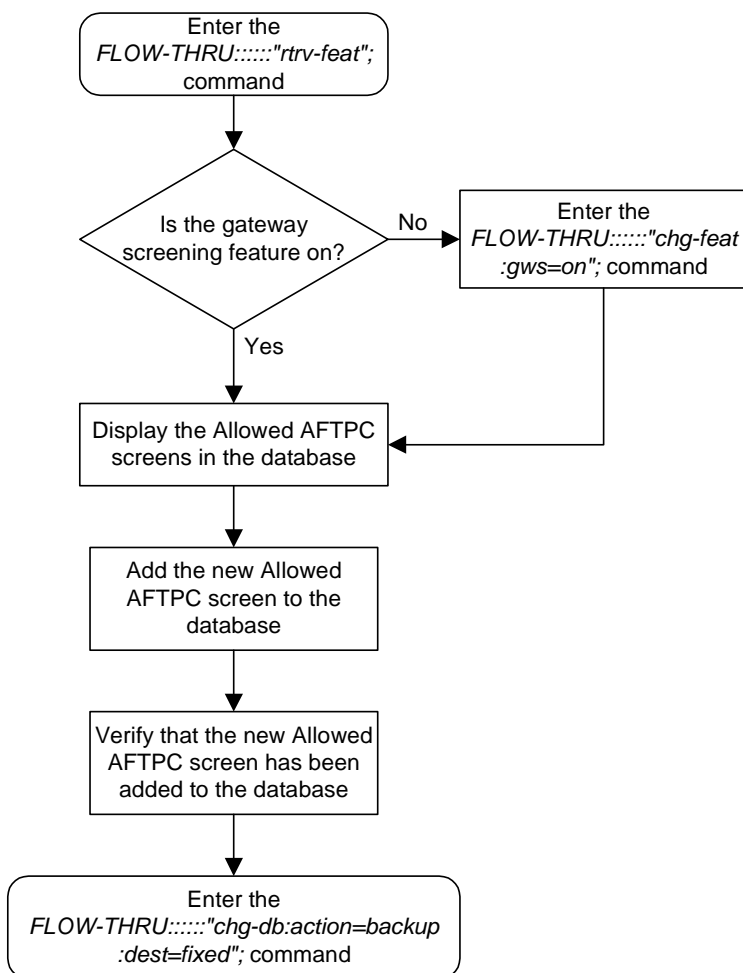 Enter the
FLOW-THRU::::::"rtrv-feat";
command
Is the gateway
screening feature on?
No
Enter the
FLOW-THRU::::::"chg-feat
:gws=on"; command
Yes
Display the Allowed AFTPC
screens in the database
Add the new Allowed
AFTPC screen to the
database
Verify that the new Allowed
AFTPC screen has been
added to the database
Enter the
FLOW-THRU::::::"chg-db:action=backup
:dest=fixed"; command